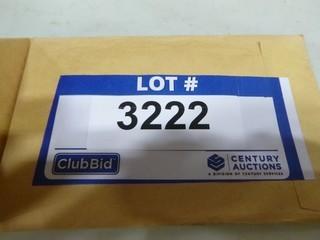 LOT #
3222
ClubBid
CENTURY
AUCTIONS
A DIVISION OF CENTURY SERVICES